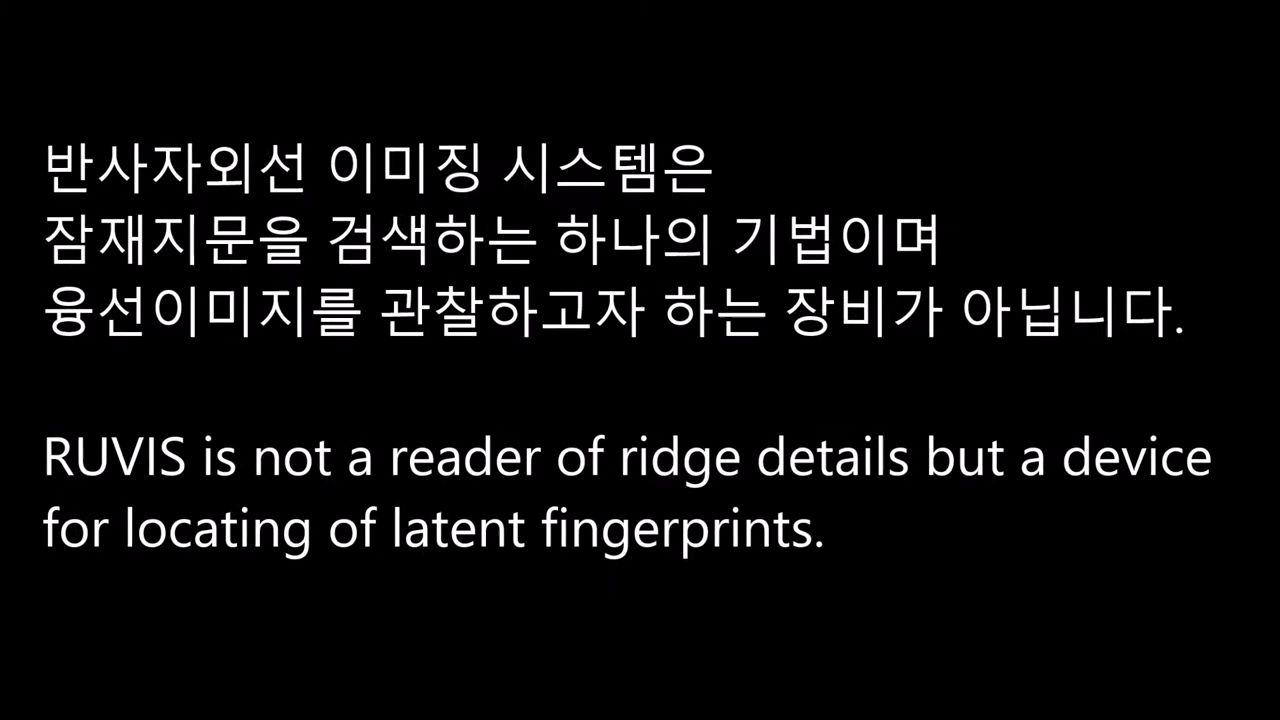 반사자외선 이미징 시스템은
잠재지문을 검색하는 하나의 기법이며
융선이미지를 관찰하고자 하는 장비가 아닙니다.
RUVIS is not a reader of ridge details but a device
for locating of latent fingerprints.